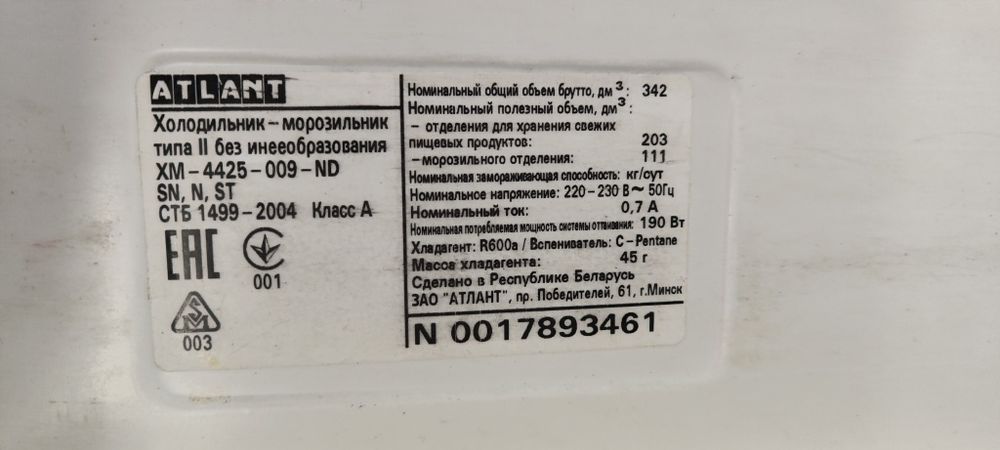 ATLANT
Холодильник-морозильник
типа II без инееобразования
ХМ-4425-009-ND
SN, N, ST
СТБ 1499-2004 Класс А
EAC
001
003
Номинальный общий объем брутто, дм³: 342
Номинальный полезный объем, дм³:
- отделения для хранения свежих
пищевых продуктов: 203
-морозильного отделения: 111
Номинальная замораживающая способность: кг/сут
Номинальное напряжение: 220-230 В~ 50Гц
Номинальный ток: 0,7 А
Номинальная потребляемая мощность системы оттаивания: 190 Вт
Хладагент: R600a / Вспениватель: C-Pentane
Масса хладагента: 45 г
Сделано в Республике Беларусь
ЗАО "АТЛАНТ", пр. Победителей, 61, г.Минск
N 0017893461